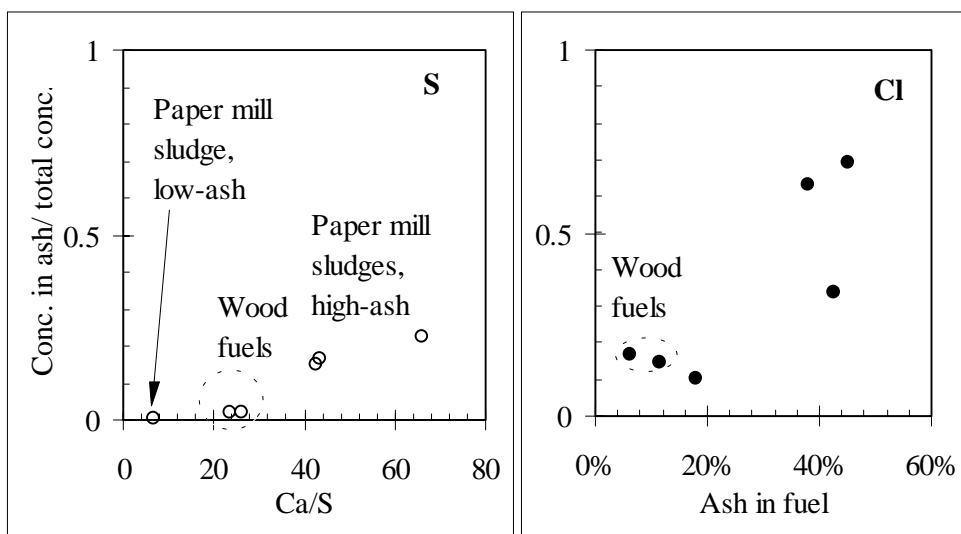 Conc. in ash/ total conc.
1
0.5
0
S
Paper mill
sludge,
low-ash
Wood
fuels
Paper mill
sludges,
high-ash
0 20 40 60 80
Ca/S
1
0.5
0
Cl
Wood
fuels
0% 20% 40% 60%
Ash in fuel